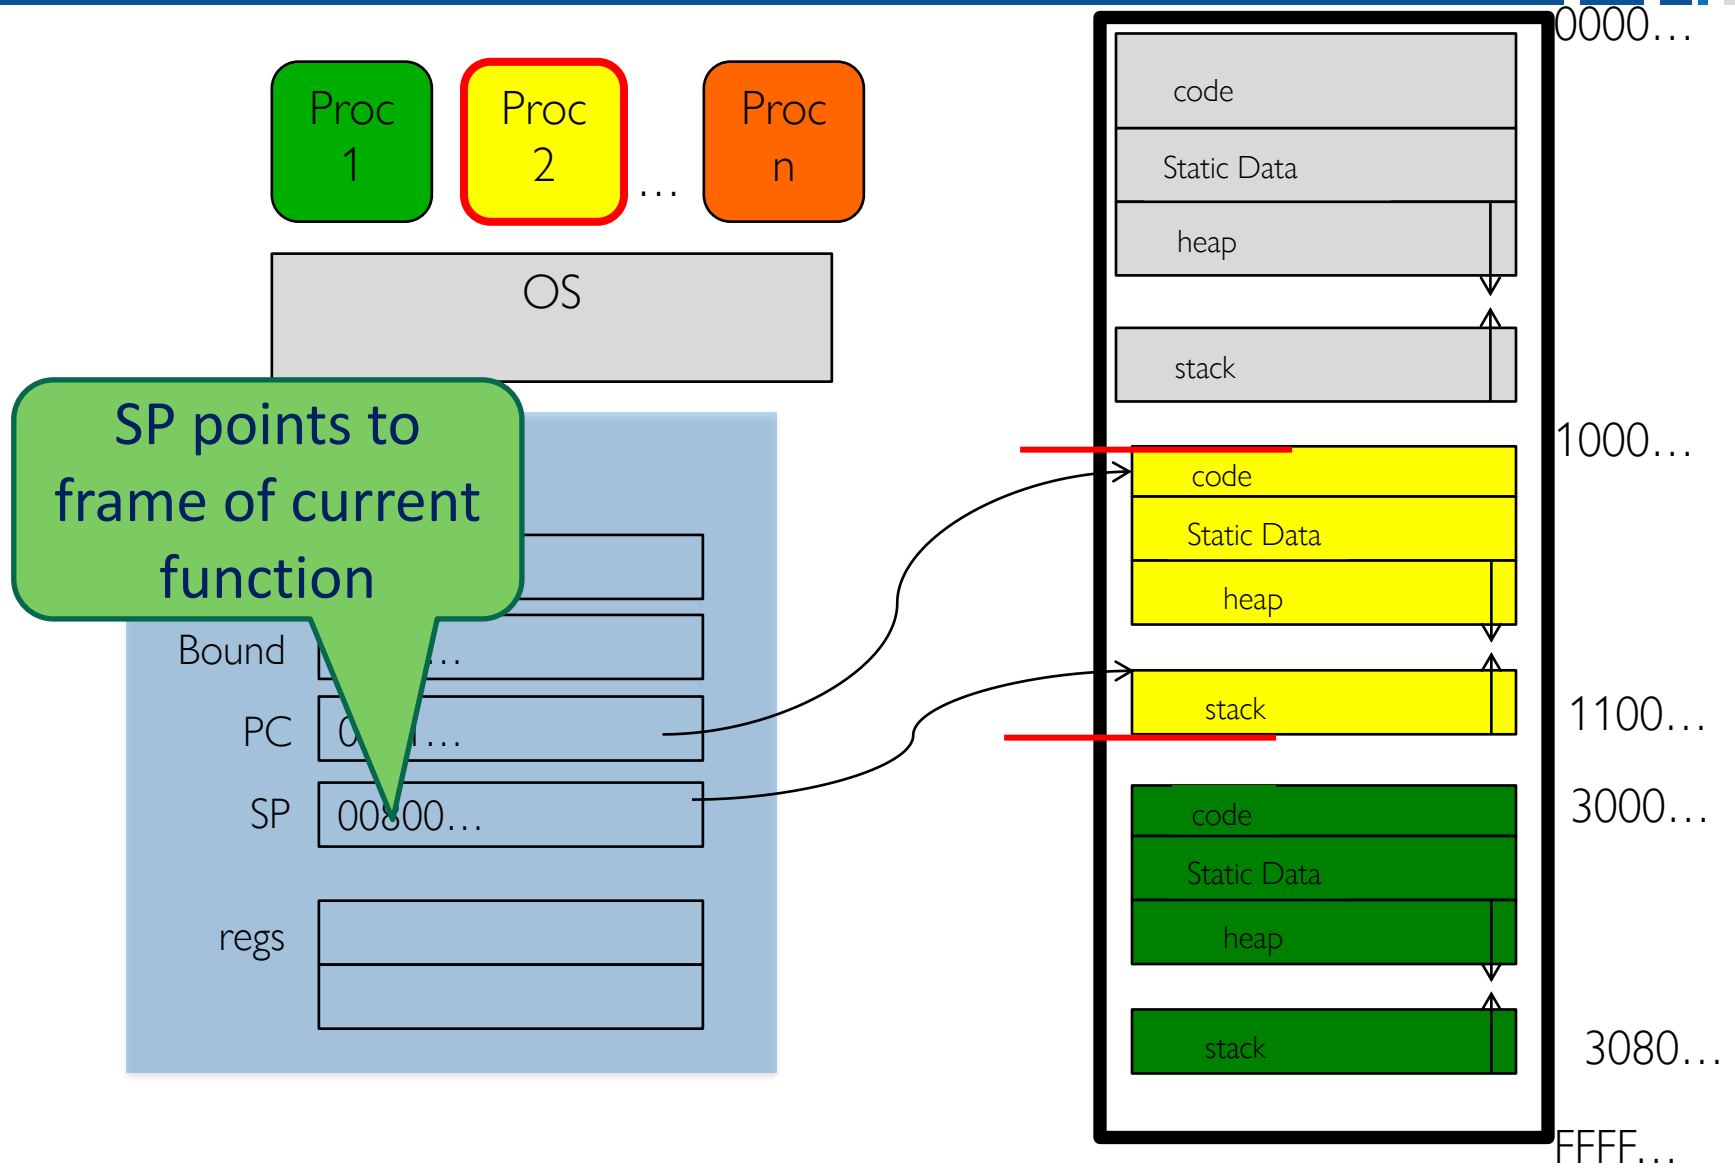 0000...
Proc
1
Proc
2
...
Proc
n
OS
SP points to
frame of current
function
Bound
...
PC
SP
00800...
regs
code
Static Data
heap
stack
1000...
code
Static Data
heap
stack
1100...
3000...
code
Static Data
heap
stack
3080...
FFFF...